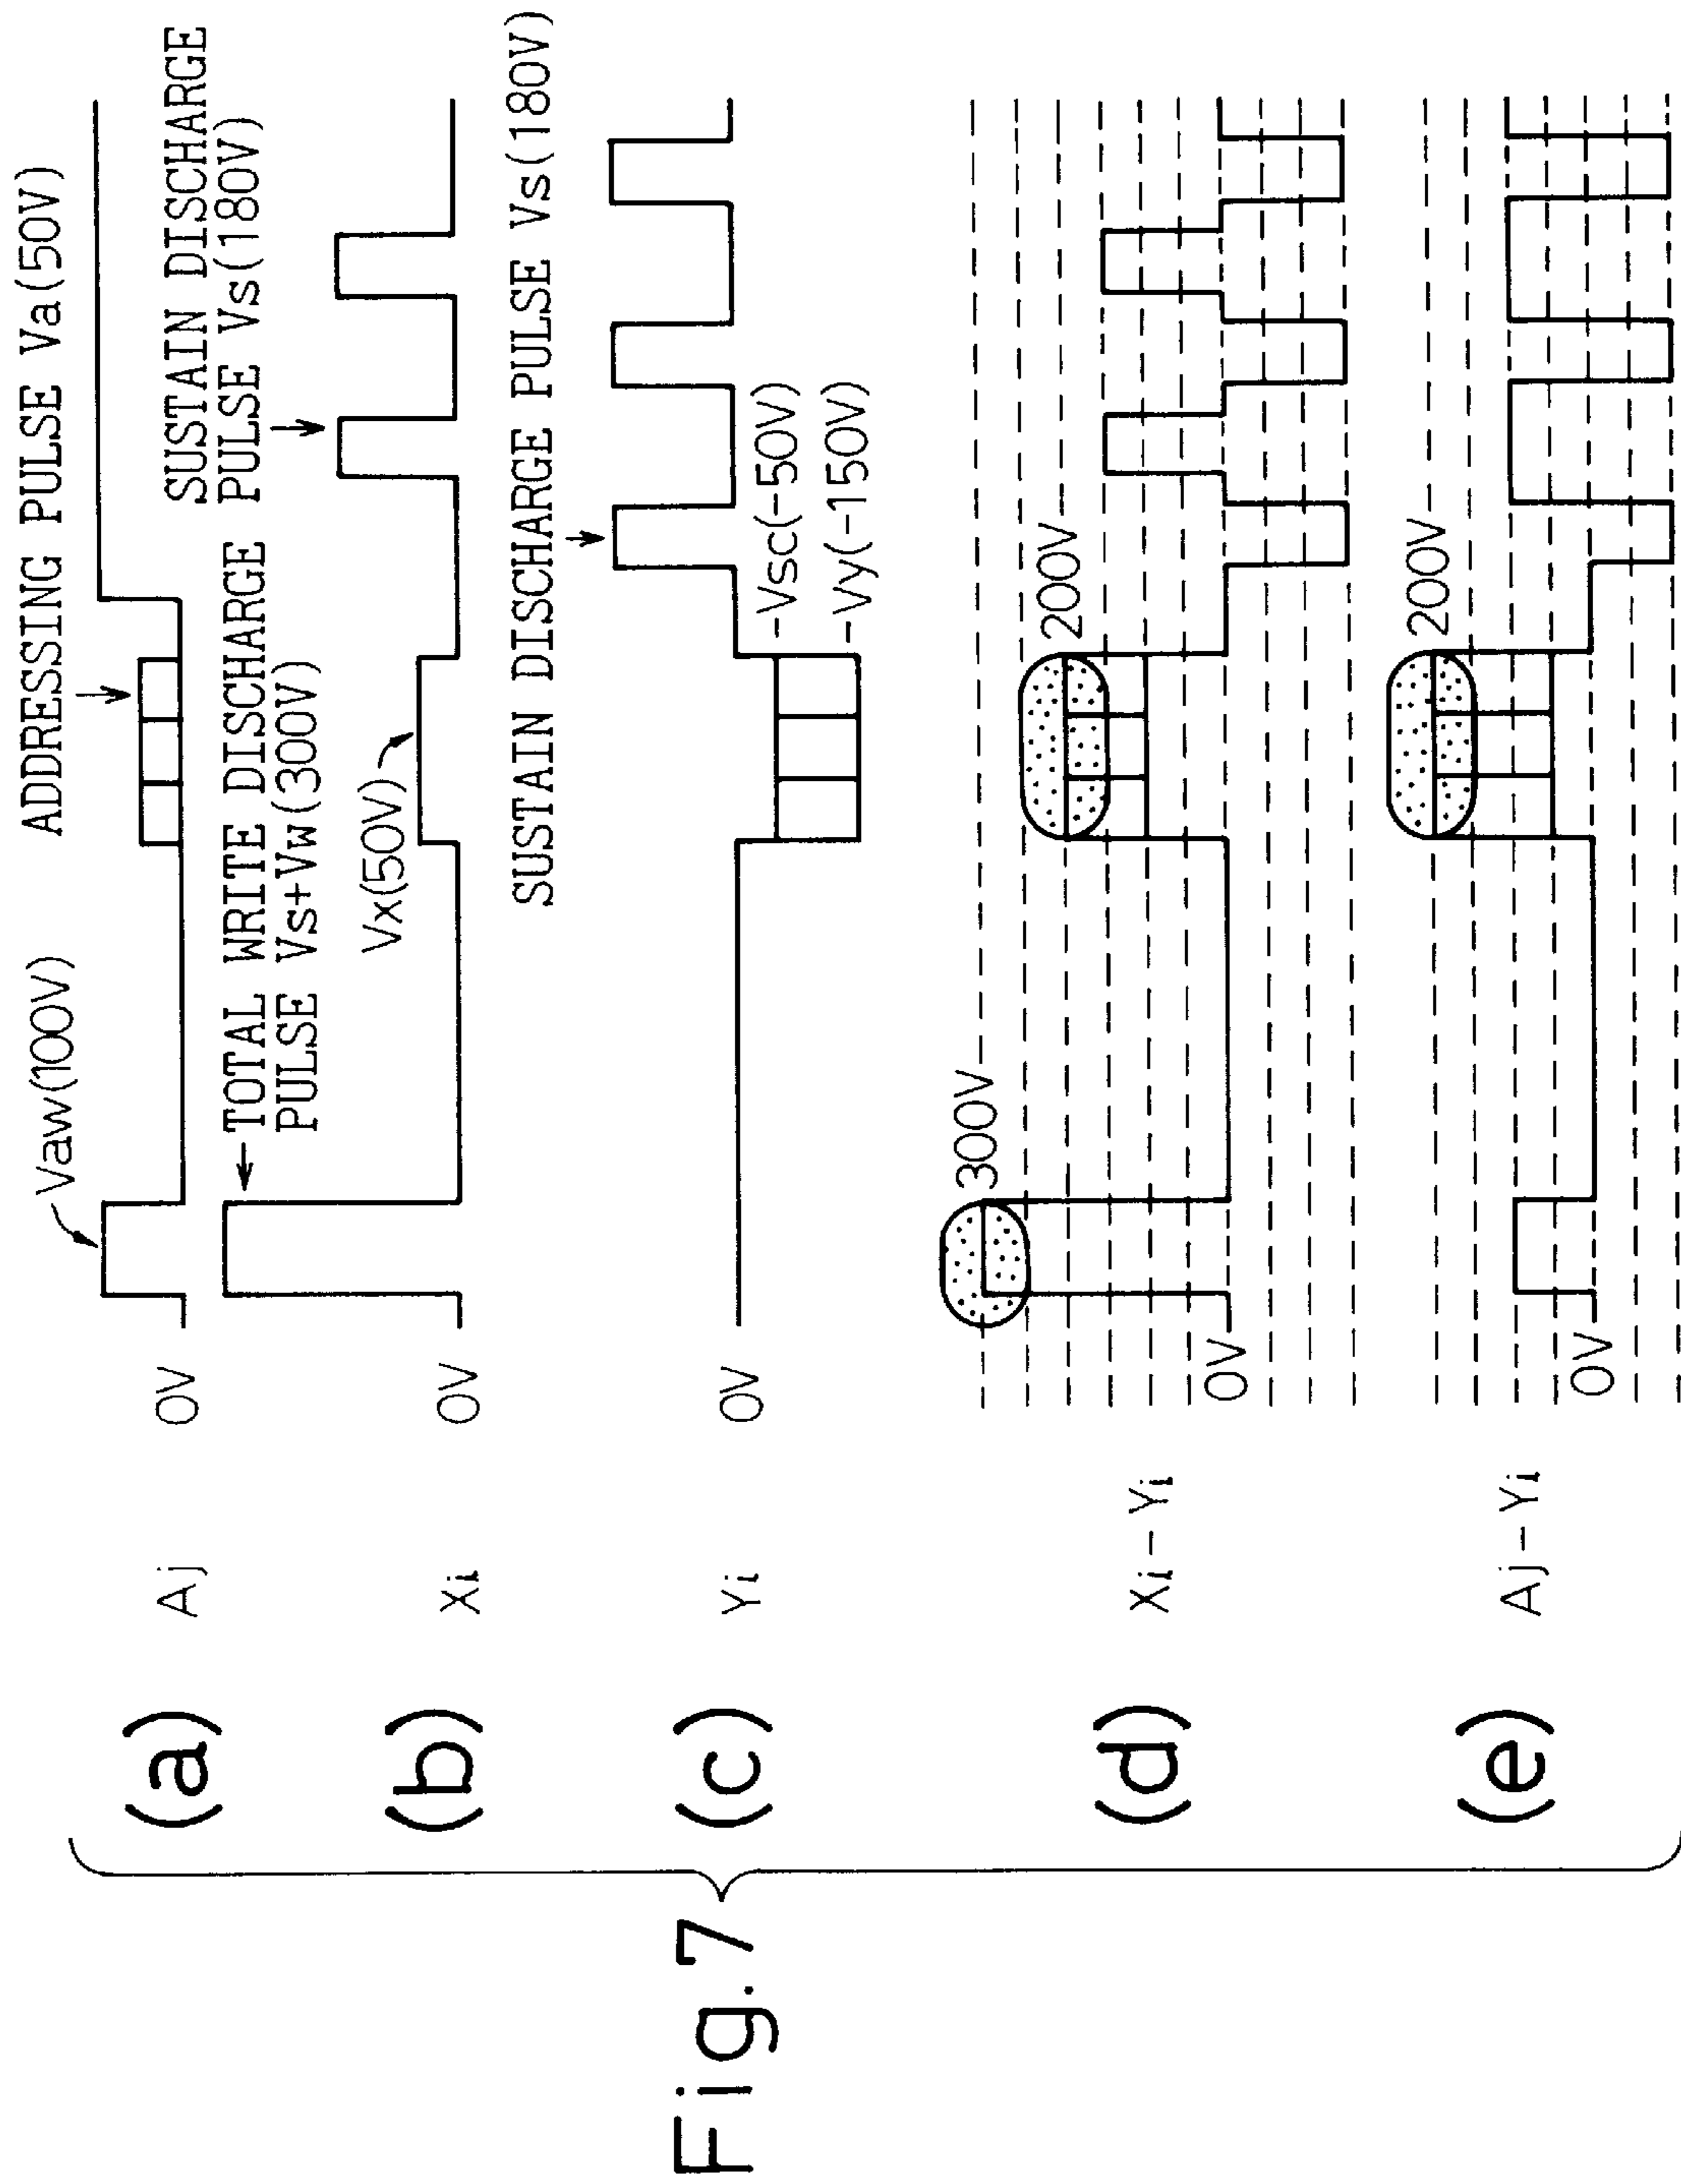 Fig.7
(a) Aj 0V
Vaw(100V)
ADDRESSING PULSE Va(50V)
(b) Xi 0V
TOTAL WRITE DISCHARGE
PULSE Vs+Vw(300V)
Vx(50V)
SUSTAIN DISCHARGE
PULSE Vs(180V)
(c) Yi 0V
SUSTAIN DISCHARGE PULSE Vs(180V)
-Vsc(-50V)
-Vy(-150V)
(d) Xi-Yi 0V
300V
200V
(e) Aj-Yi 0V
200V